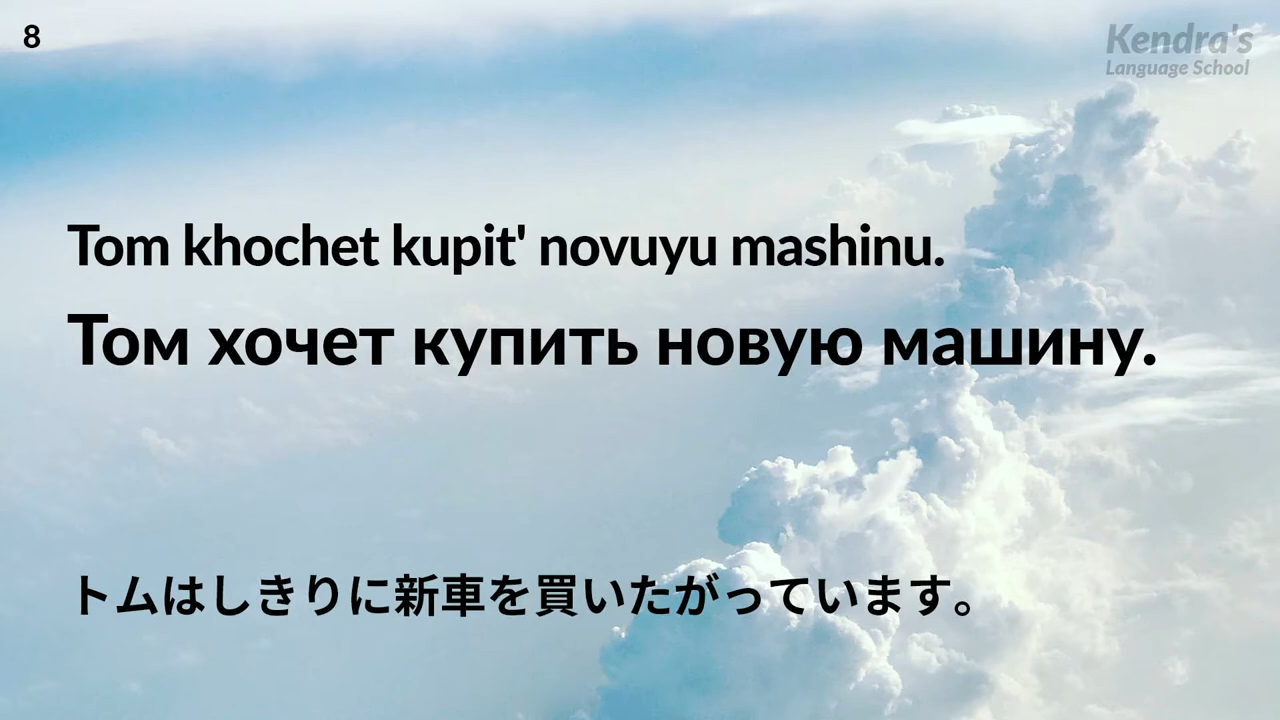 8
Kendra's
Language School
Tom khochet kupit' novuyu mashinu.
Том хочет купить новую машину.
トムはしきりに新車を買いたがっています。